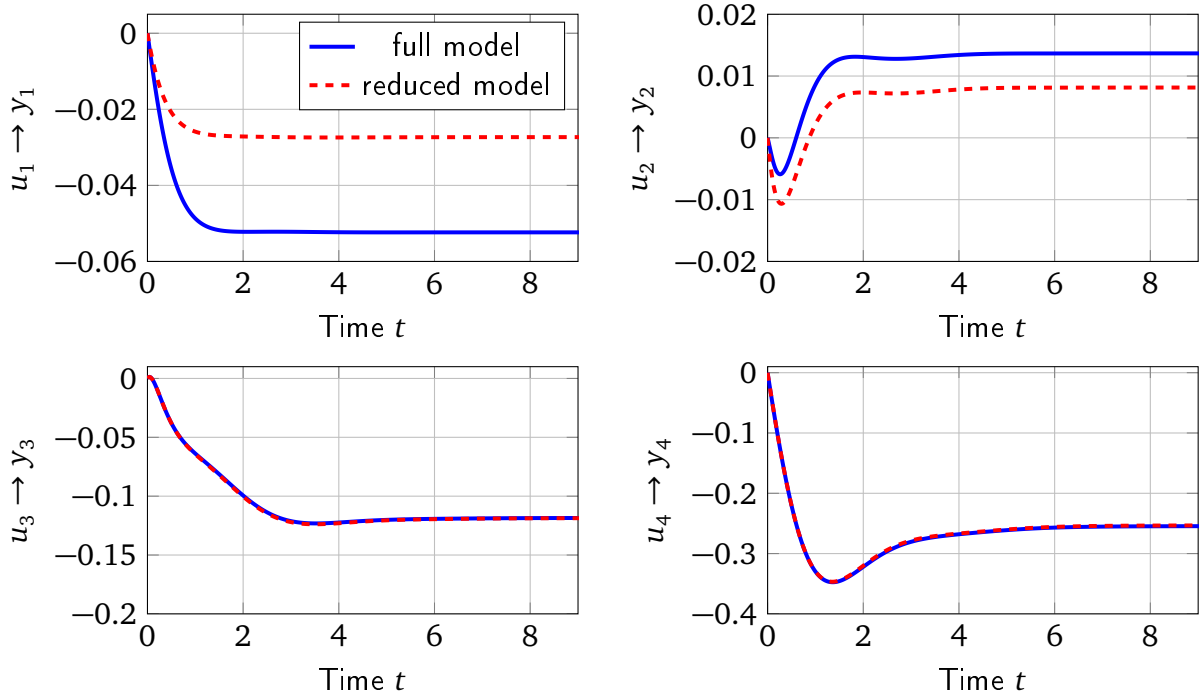 full model
reduced model
u₁ → y₁
0
−0.02
−0.04
−0.06
0 2 4 6 8
Time t
u₂ → y₂
0.02
0.01
0
−0.01
−0.02
0 2 4 6 8
Time t
u₃ → y₃
0
−0.05
−0.1
−0.15
−0.2
0 2 4 6 8
Time t
u₄ → y₄
0
−0.1
−0.2
−0.3
−0.4
0 2 4 6 8
Time t